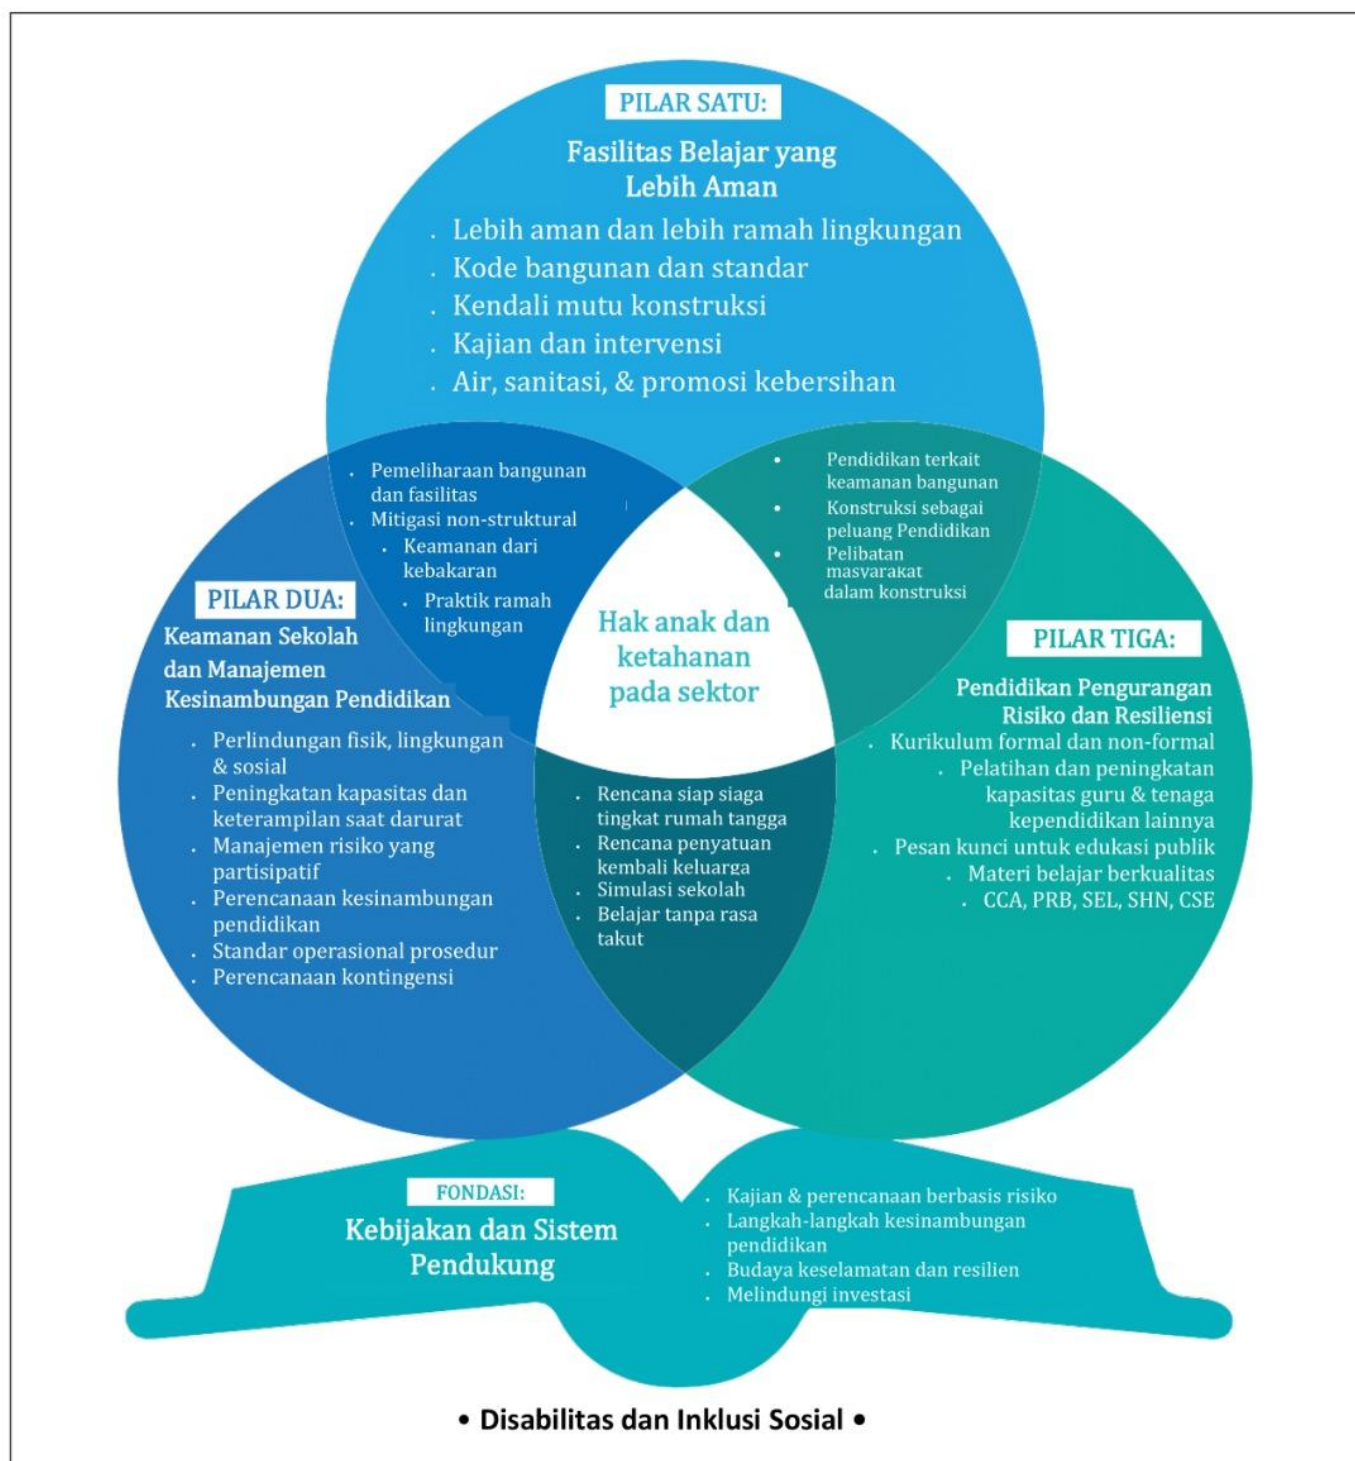 PILAR SATU:
Fasilitas Belajar yang
Lebih Aman
. Lebih aman dan lebih ramah lingkungan
. Kode bangunan dan standar
. Kendali mutu konstruksi
. Kajian dan intervensi
. Air, sanitasi, & promosi kebersihan
. Pemeliharaan bangunan
dan fasilitas
. Mitigasi non-struktural
. Keamanan dari
kebakaran
. Praktik ramah
lingkungan
• Pendidikan terkait
keamanan bangunan
• Konstruksi sebagai
peluang Pendidikan
• Pelibatan
masyarakat
dalam konstruksi
Hak anak dan
ketahanan
pada sektor
PILAR DUA:
Keamanan Sekolah
dan Manajemen
Kesinambungan Pendidikan
. Perlindungan fisik, lingkungan
& sosial
. Peningkatan kapasitas dan
keterampilan saat darurat
. Manajemen risiko yang
partisipatif
. Perencanaan kesinambungan
pendidikan
. Standar operasional prosedur
. Perencanaan kontingensi
. Rencana siap siaga
tingkat rumah tangga
. Rencana penyatuan
kembali keluarga
. Simulasi sekolah
. Belajar tanpa rasa
takut
PILAR TIGA:
Pendidikan Pengurangan
Risiko dan Resiliensi
. Kurikulum formal dan non-formal
. Pelatihan dan peningkatan
kapasitas guru & tenaga
kependidikan lainnya
. Pesan kunci untuk edukasi publik
. Materi belajar berkualitas
. CCA, PRB, SEL, SHN, CSE
FONDASI:
Kebijakan dan Sistem
Pendukung
. Kajian & perencanaan berbasis risiko
. Langkah-langkah kesinambungan
pendidikan
. Budaya keselamatan dan resilien
. Melindungi investasi
• Disabilitas dan Inklusi Sosial •